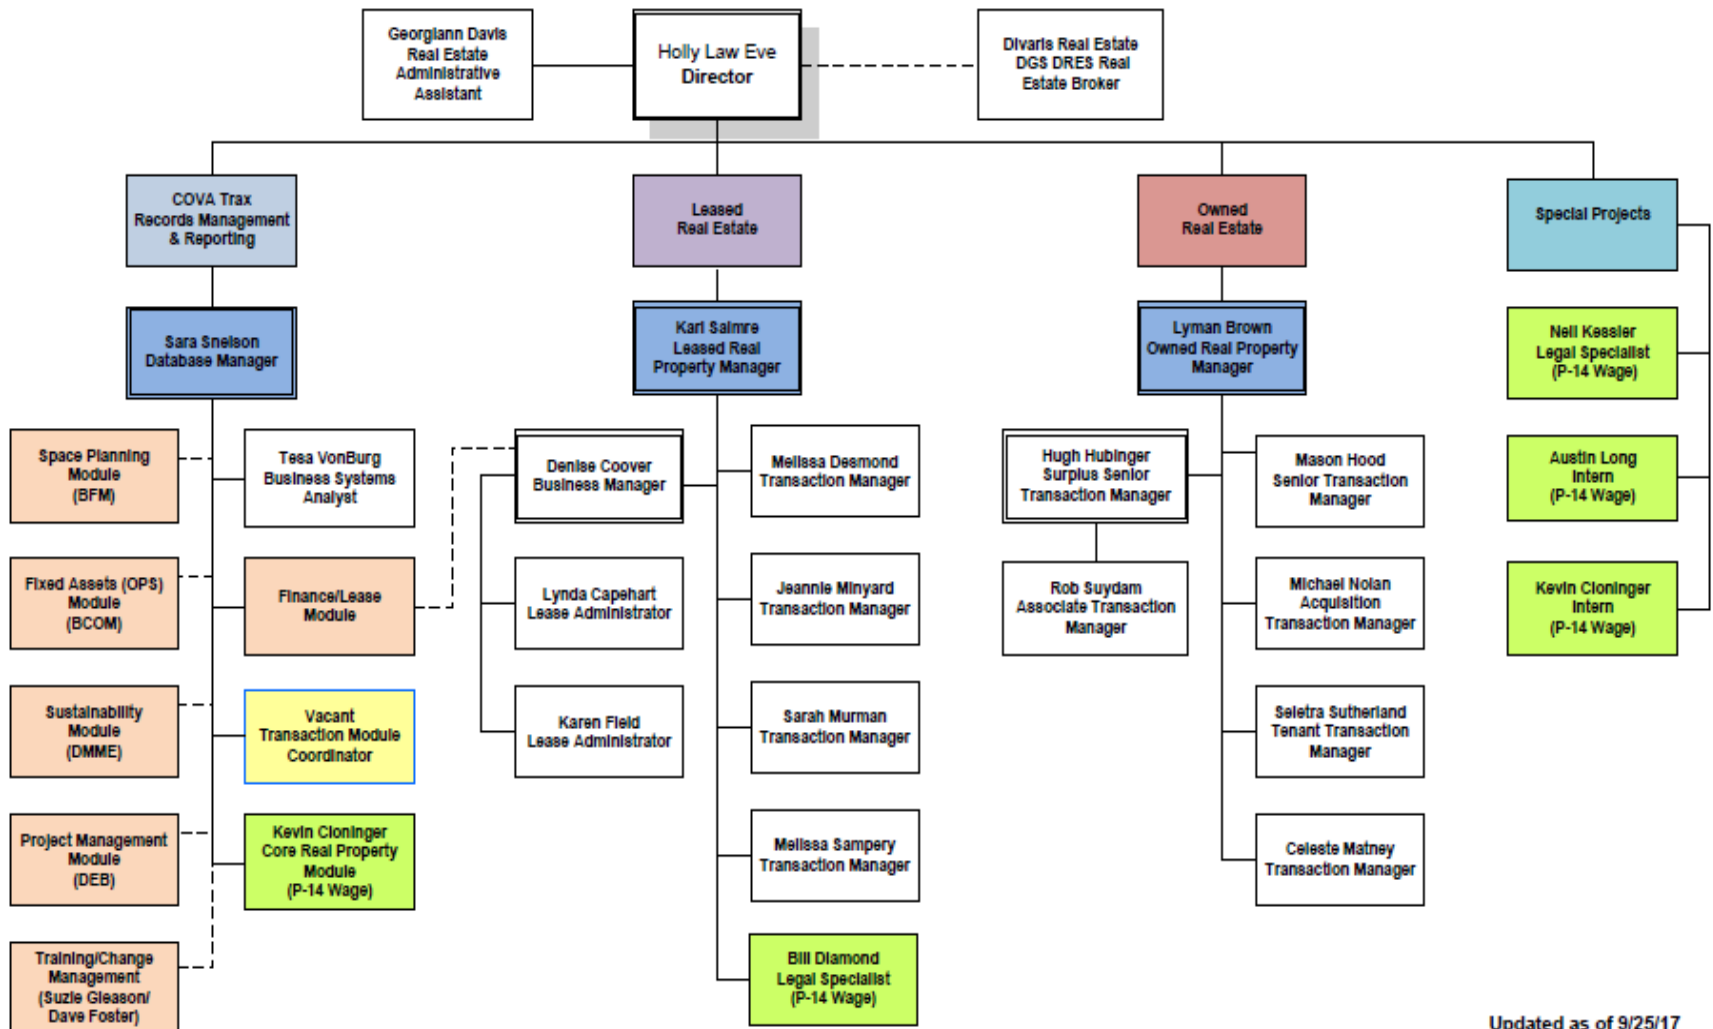 Georgiann Davis
Real Estate
Administrative
Assistant
Holly Law Eve
Director
Divaris Real Estate
DGS DRES Real
Estate Broker
COVA Trax
Records Management
& Reporting
Leased
Real Estate
Owned
Real Estate
Special Projects
Sara Snelson
Database Manager
Karl Salmre
Leased Real
Property Manager
Lyman Brown
Owned Real Property
Manager
Neil Kessler
Legal Specialist
(P-14 Wage)
Space Planning
Module
(BFM)
Tesa VonBurg
Business Systems
Analyst
Denise Coover
Business Manager
Melissa Desmond
Transaction Manager
Hugh Hubinger
Surplus Senior
Transaction Manager
Mason Hood
Senior Transaction
Manager
Austin Long
Intern
(P-14 Wage)
Fixed Assets (OPS)
Module
(BCOM)
Finance/Lease
Module
Lynda Capehart
Lease Administrator
Jeannie Minyard
Transaction Manager
Rob Suydam
Associate Transaction
Manager
Michael Nolan
Acquisition
Transaction Manager
Kevin Cloninger
Intern
(P-14 Wage)
Sustainability
Module
(DMME)
Vacant
Transaction Module
Coordinator
Karen Field
Lease Administrator
Sarah Murman
Transaction Manager
Seletra Sutherland
Tenant Transaction
Manager
Project Management
Module
(DEB)
Kevin Cloninger
Core Real Property
Module
(P-14 Wage)
Melissa Sampery
Transaction Manager
Celeste Matney
Transaction Manager
Training/Change
Management
(Suzie Gleason/
Dave Foster)
Bill Diamond
Legal Specialist
(P-14 Wage)
Updated as of 9/25/17